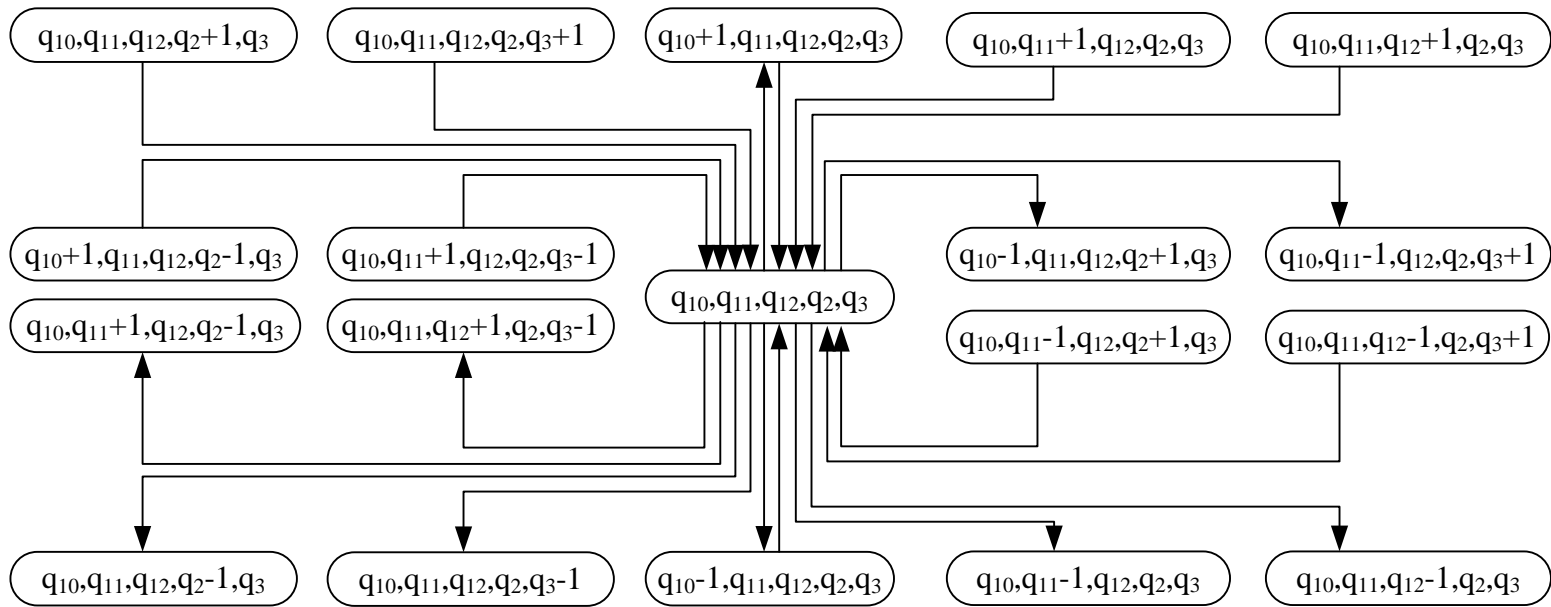 q₁₀,q₁₁,q₁₂,q₂+1,q₃
q₁₀,q₁₁,q₁₂,q₂,q₃+1
q₁₀+1,q₁₁,q₁₂,q₂,q₃
q₁₀,q₁₁+1,q₁₂,q₂,q₃
q₁₀,q₁₁,q₁₂+1,q₂,q₃
q₁₀+1,q₁₁,q₁₂,q₂-1,q₃
q₁₀,q₁₁+1,q₁₂,q₂,q₃-1
q₁₀-1,q₁₁,q₁₂,q₂+1,q₃
q₁₀,q₁₁-1,q₁₂,q₂,q₃+1
q₁₀,q₁₁,q₁₂,q₂,q₃
q₁₀,q₁₁+1,q₁₂,q₂-1,q₃
q₁₀,q₁₁,q₁₂+1,q₂,q₃-1
q₁₀,q₁₁-1,q₁₂,q₂+1,q₃
q₁₀,q₁₁,q₁₂-1,q₂,q₃+1
q₁₀,q₁₁,q₁₂,q₂-1,q₃
q₁₀,q₁₁,q₁₂,q₂,q₃-1
q₁₀-1,q₁₁,q₁₂,q₂,q₃
q₁₀,q₁₁-1,q₁₂,q₂,q₃
q₁₀,q₁₁,q₁₂-1,q₂,q₃